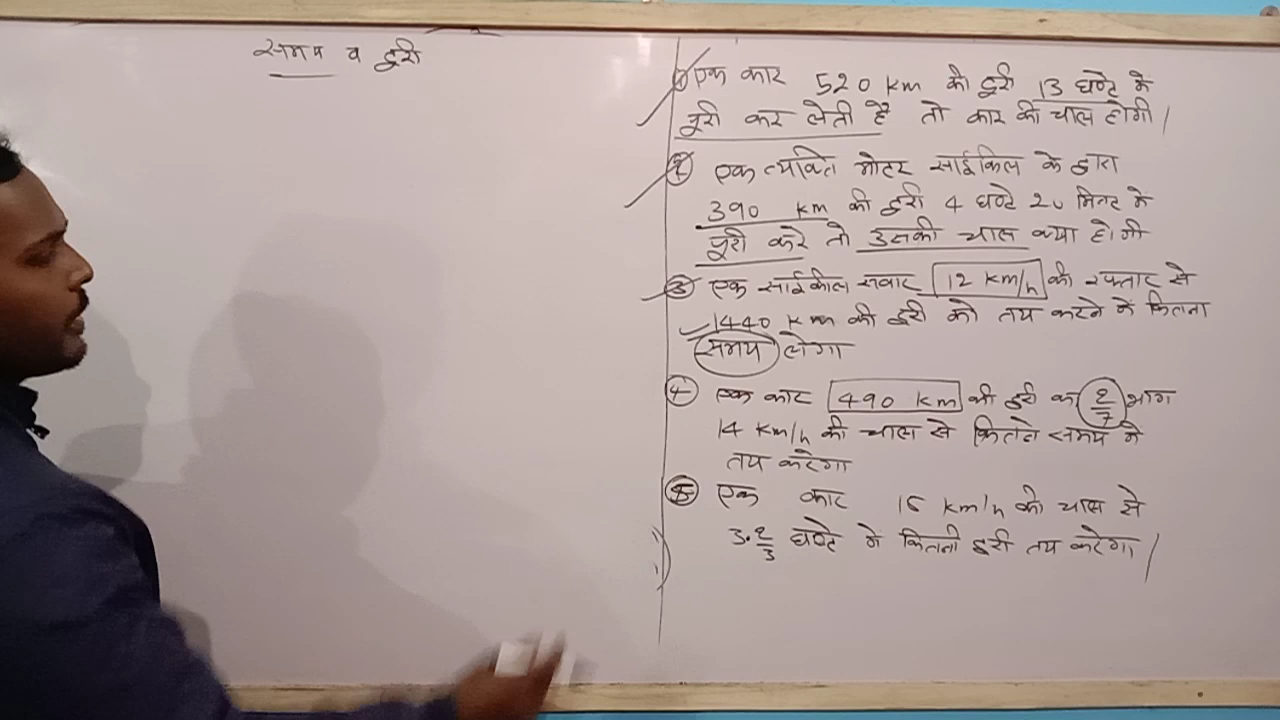 समय व दुरी
① एक कार 520 km की दुरी 13 घण्टे मे
पुरी कर लेती है तो कार की चाल होगी |
② एक व्यक्ति मोटर साईकिल के द्वारा
390 km की दुरी 4 घण्टे 20 मिनट मे
पुरी करे तो उसकी चाल क्या होगी
③ एक साईकील सवार 12 km/h की रफ्तार से
1440 km की दुरी को तय करने में कितना
समय लेगा
④ एक कार 490 km की दुरी का 2/7 भाग
14 km/h की चाल से कितने समय मे
तय करेगा
⑤ एक कार 15 km/h की चाल से
3.2/3 घण्टे मे कितनी दुरी तय करेगा |